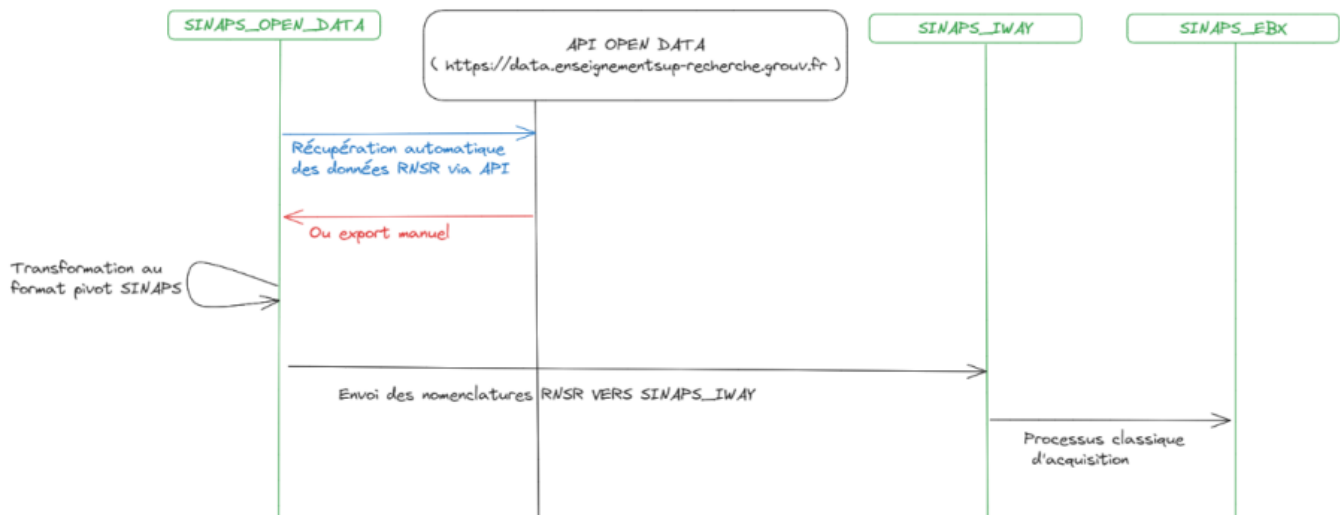 SINAPS_OPEN_DATA
API OPEN DATA
( https://data.enseignementsup-recherche.grouv.fr )
SINAPS_IWAY
SINAPS_EBX
Récupération automatique
des données RNSR via API
Ou export manuel
Transformation au
format pivot SINAPS
Envoi des nomenclatures RNSR VERS SINAPS_IWAY
Processus classique
d'acquisition